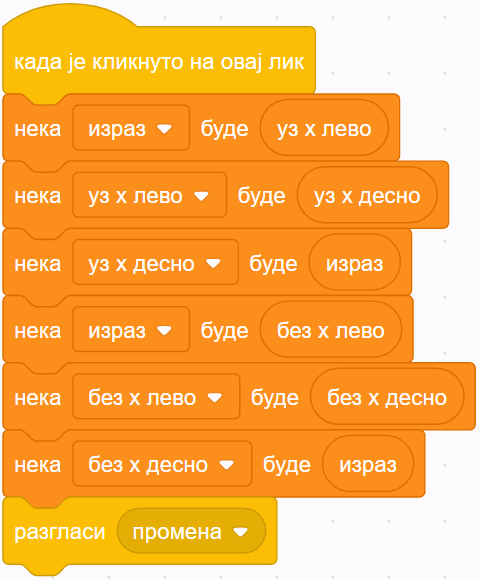 када је кликнуто на овај лик
нека израз буде уз x лево
нека уз x лево буде уз x десно
нека уз x десно буде израз
нека израз буде без x лево
нека без x лево буде без x десно
нека без x десно буде израз
разгласи промена